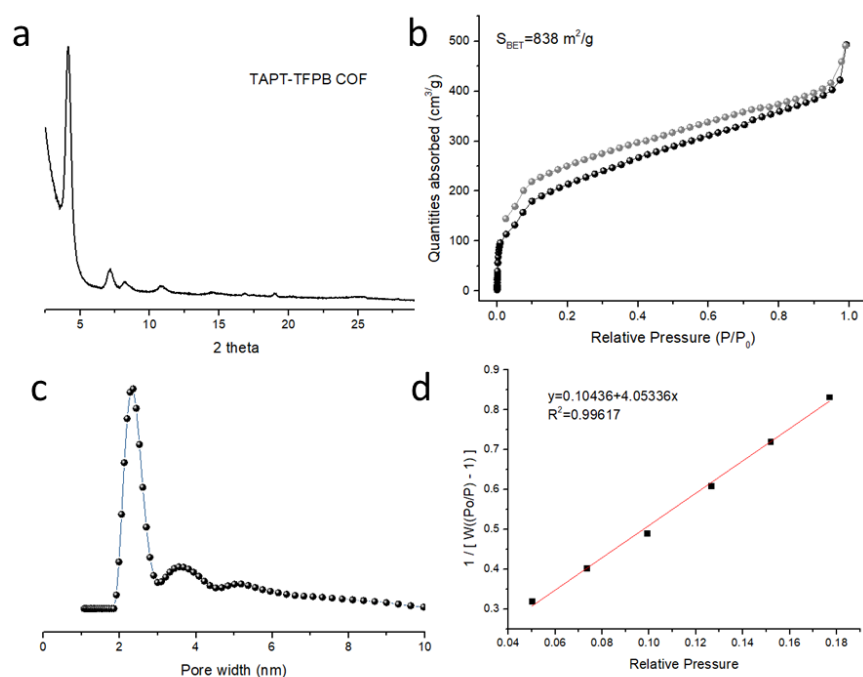 a
TAPT-TFPB COF
5
10
15
20
25
2 theta
b
S_BET=838 m²/g
Quantities absorbed (cm³/g)
500
400
300
200
100
0
0.0
0.2
0.4
0.6
0.8
1.0
Relative Pressure (P/P₀)
c
0
2
4
6
8
10
Pore width (nm)
d
y=0.10436+4.05336x
R²=0.99617
1 / [ W((Po/P) - 1) ]
0.9
0.8
0.7
0.6
0.5
0.4
0.3
0.04
0.06
0.08
0.10
0.12
0.14
0.16
0.18
Relative Pressure